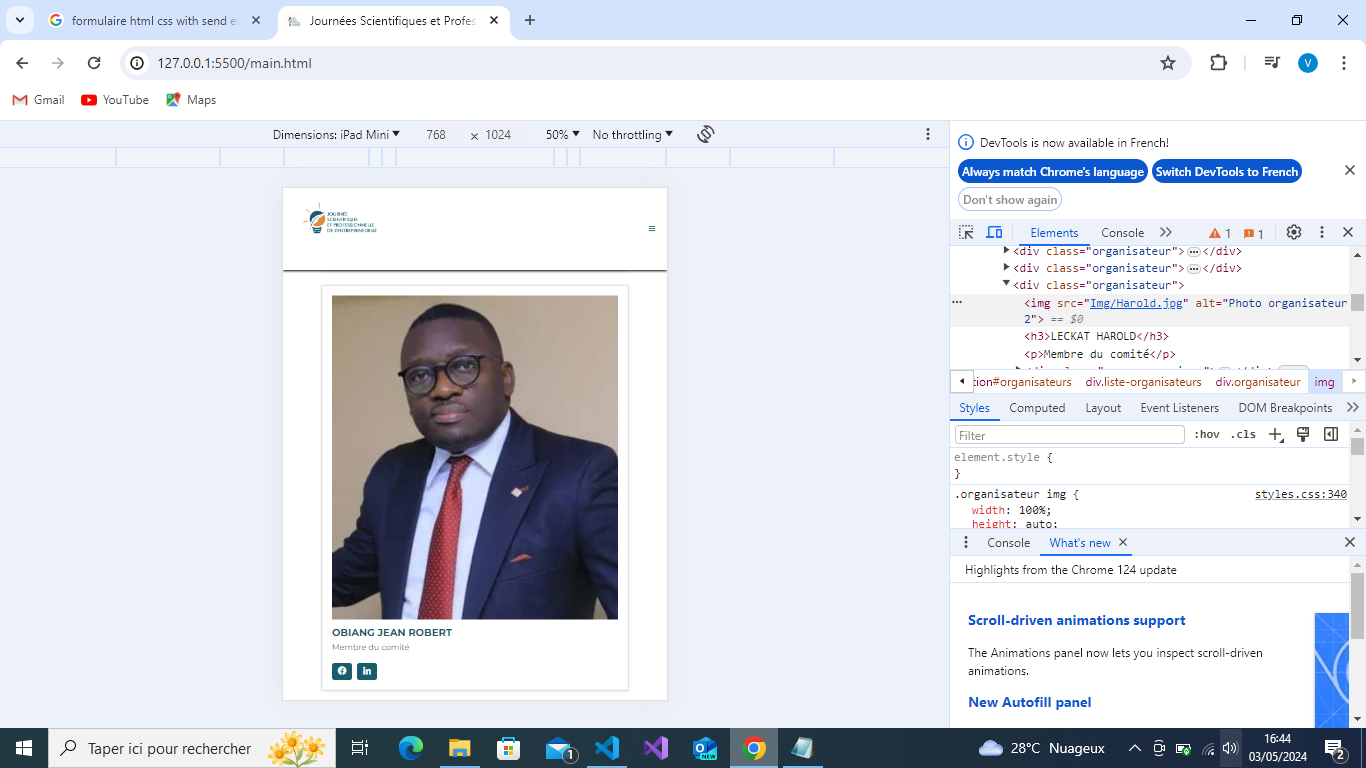 formulaire html css with send e
Journées Scientifiques et Profes
127.0.0.1:5500/main.html
V
Gmail
YouTube
Maps
Dimensions: iPad Mini
768
×
1024
50%
No throttling
JOURNÉE
SCIENTIFIQUE
ET PROFESSIONNELLE
DE L'ENTREPRENEURIAT
OBIANG JEAN ROBERT
Membre du comité
in
DevTools is now available in French!
Always match Chrome's language
Switch DevTools to French
Don't show again
Elements
Console
1
1
<div class="organisateur"> … </div>
<div class="organisateur"> … </div>
<div class="organisateur">
<img src="Img/Harold.jpg" alt="Photo organisateur
2"> == $0
<h3>LECKAT HAROLD</h3>
<p>Membre du comité</p>
tion#organisateurs
div.liste-organisateurs
div.organisateur
img
Styles
Computed
Layout
Event Listeners
DOM Breakpoints
Filter
:hov
.cls
element.style {
}
.organisateur img {
styles.css:340
width: 100%;
height: auto;
Console
What's new
Highlights from the Chrome 124 update
Scroll-driven animations support
The Animations panel now lets you inspect scroll-driven
animations.
New Autofill panel
Taper ici pour rechercher
1
NEW
28°C Nuageux
16:44
03/05/2024
2